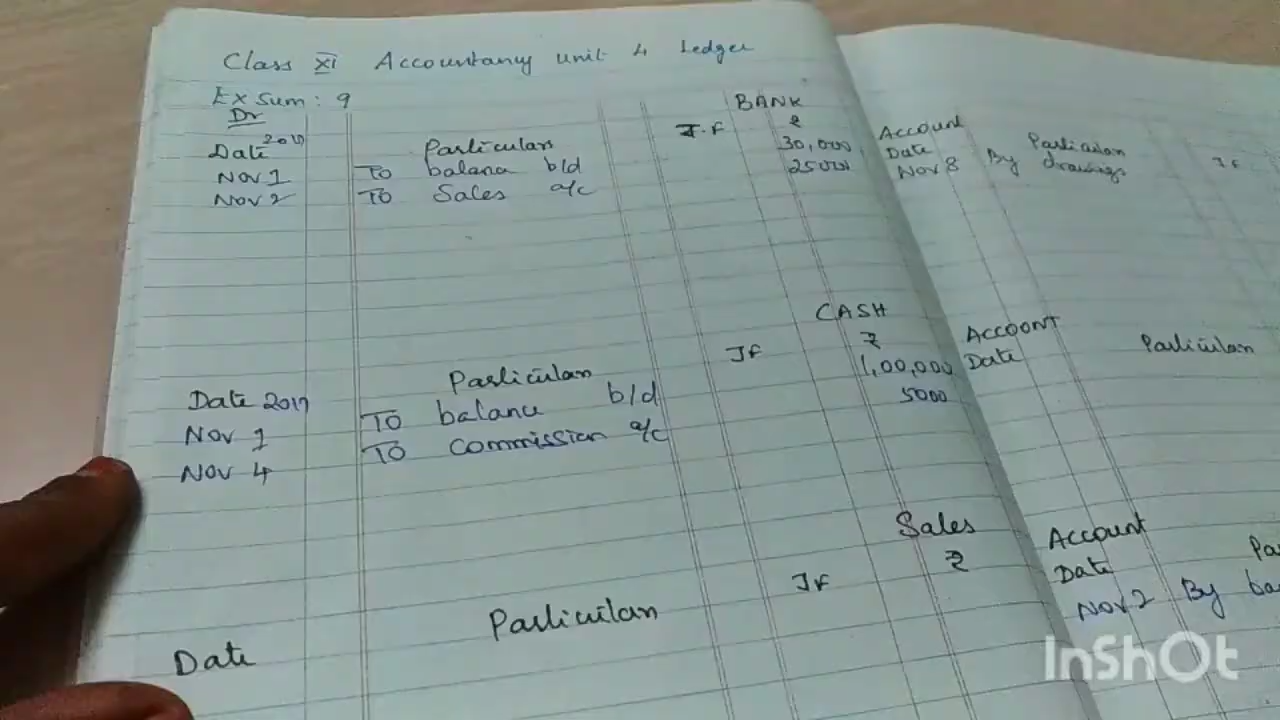 Class XI Accountancy unit 4 Ledger
Ex Sum : 9
Dr BANK Account
Date 2017 Particulars J.F ₹ Date Particulars JF
Nov 1 To balance b/d 30,000 Nov 8 By drawings
Nov 2 To Sales a/c 25000
CASH ACCOUNT
Date 2017 Particulars JF ₹ Date Particulars
Nov 1 To balance b/d 1,00,000
Nov 4 To Commission a/c 5000
Sales Account
Date Particulars JF ₹ Date
Nov 2 By
InShOt